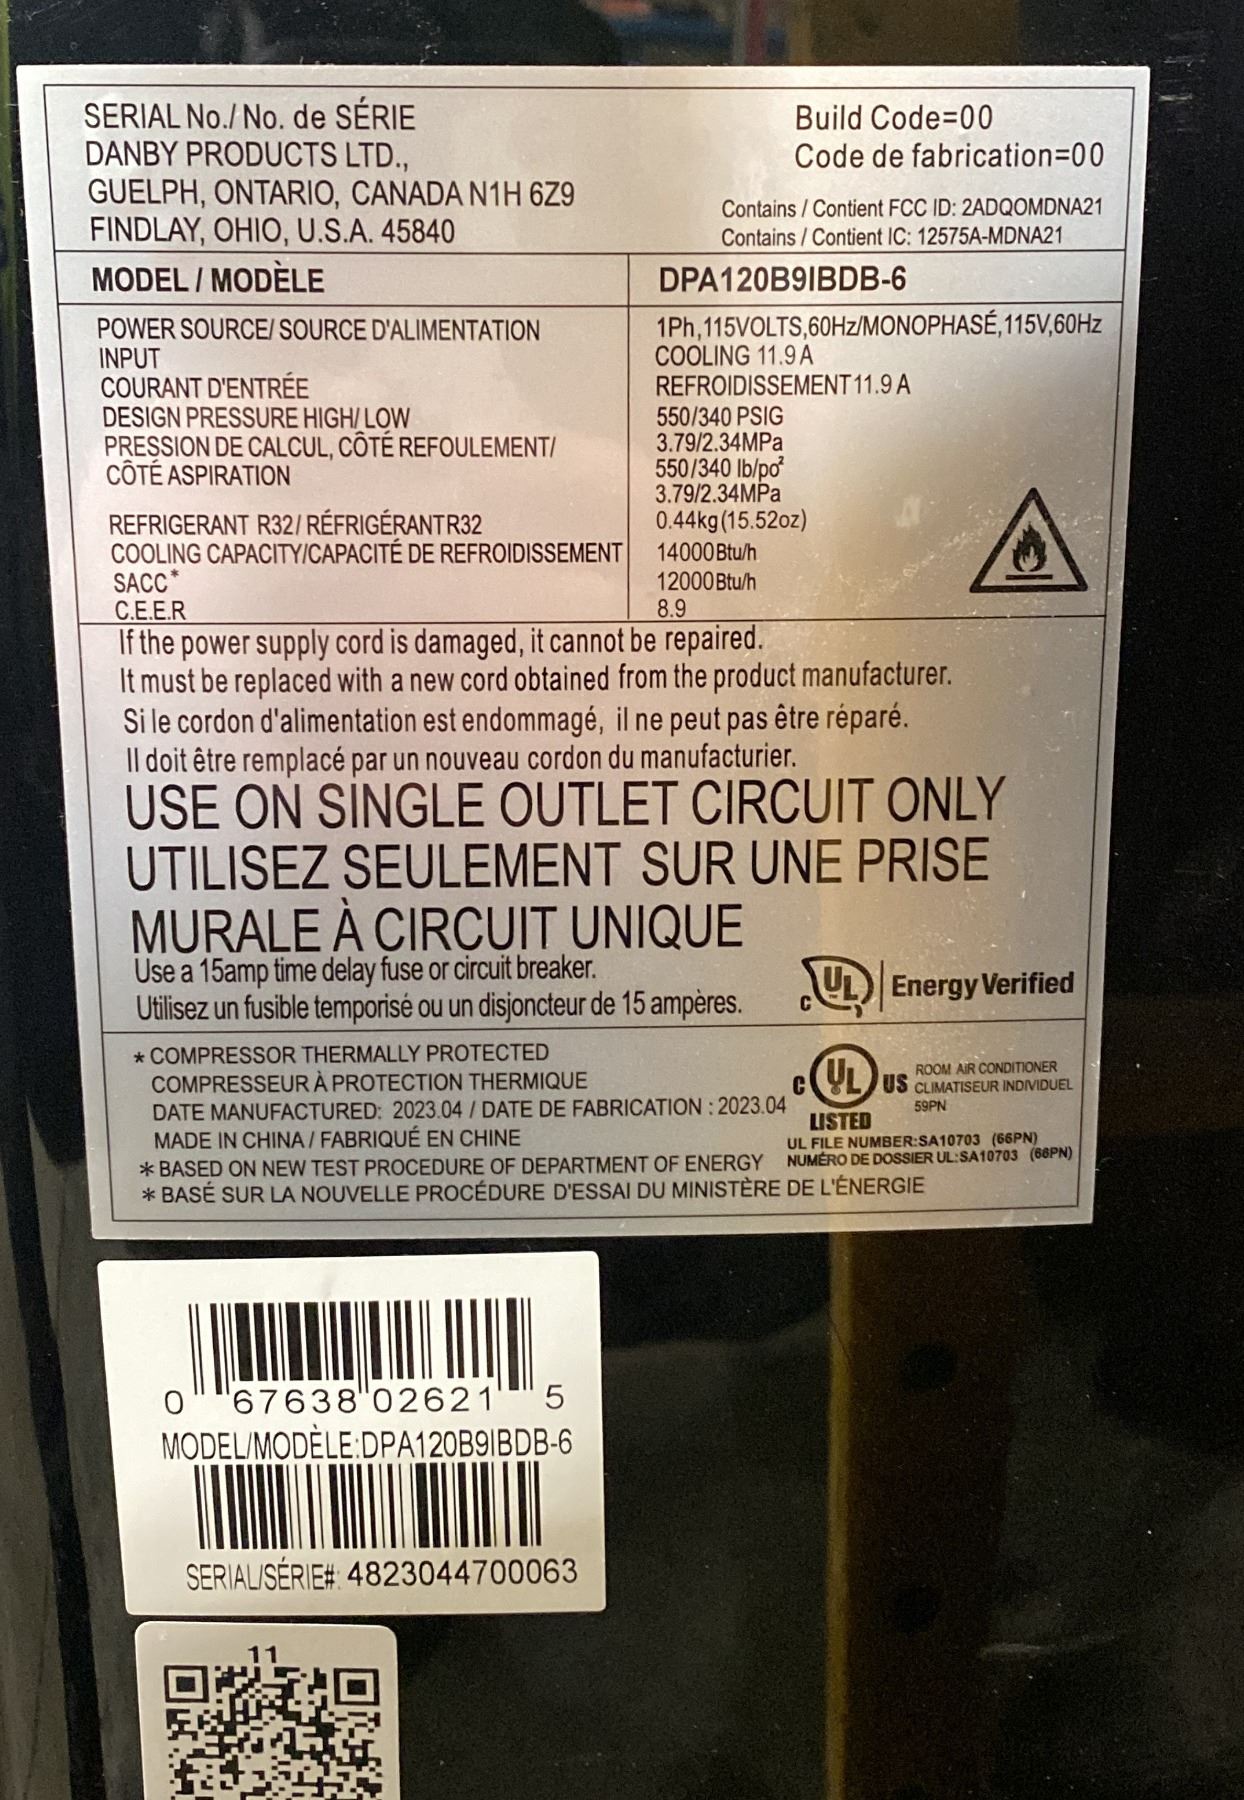 SERIAL No./ No. de SÉRIE
DANBY PRODUCTS LTD.,
GUELPH, ONTARIO, CANADA N1H 6Z9
FINDLAY, OHIO, U.S.A. 45840
Build Code=00
Code de fabrication=00
Contains / Contient FCC ID: 2ADQOMDNA21
Contains / Contient IC: 12575A-MDNA21
MODEL / MODÈLE
DPA120B9IBDB-6
POWER SOURCE/ SOURCE D'ALIMENTATION
1Ph,115VOLTS,60Hz/MONOPHASÉ,115V,60Hz
INPUT
COOLING 11.9 A
COURANT D'ENTRÉE
REFROIDISSEMENT 11.9 A
DESIGN PRESSURE HIGH/ LOW
550/340 PSIG
PRESSION DE CALCUL, CÔTÉ REFOULEMENT/
3.79/2.34MPa
CÔTÉ ASPIRATION
550/340 lb/po²
3.79/2.34MPa
REFRIGERANT R32/ RÉFRIGÉRANTR32
0.44kg(15.52oz)
COOLING CAPACITY/CAPACITÉ DE REFROIDISSEMENT
14000Btu/h
SACC*
12000Btu/h
C.E.E.R
8.9
If the power supply cord is damaged, it cannot be repaired.
It must be replaced with a new cord obtained from the product manufacturer.
Si le cordon d'alimentation est endommagé, il ne peut pas être réparé.
Il doit être remplacé par un nouveau cordon du manufacturier.
USE ON SINGLE OUTLET CIRCUIT ONLY
UTILISEZ SEULEMENT SUR UNE PRISE
MURALE À CIRCUIT UNIQUE
Use a 15amp time delay fuse or circuit breaker.
Utilisez un fusible temporisé ou un disjoncteur de 15 ampères.
c UL Energy Verified
* COMPRESSOR THERMALLY PROTECTED
COMPRESSEUR À PROTECTION THERMIQUE
DATE MANUFACTURED: 2023.04 / DATE DE FABRICATION : 2023.04
MADE IN CHINA / FABRIQUÉ EN CHINE
* BASED ON NEW TEST PROCEDURE OF DEPARTMENT OF ENERGY
* BASÉ SUR LA NOUVELLE PROCÉDURE D'ESSAI DU MINISTÈRE DE L'ÉNERGIE
c UL US
LISTED
ROOM AIR CONDITIONER
CLIMATISEUR INDIVIDUEL
59PN
UL FILE NUMBER:SA10703 (66PN)
NUMÉRO DE DOSSIER UL:SA10703 (66PN)
0 67638 02621 5
MODEL/MODÈLE:DPA120B9IBDB-6
SERIAL/SÉRIE#: 4823044700063
11